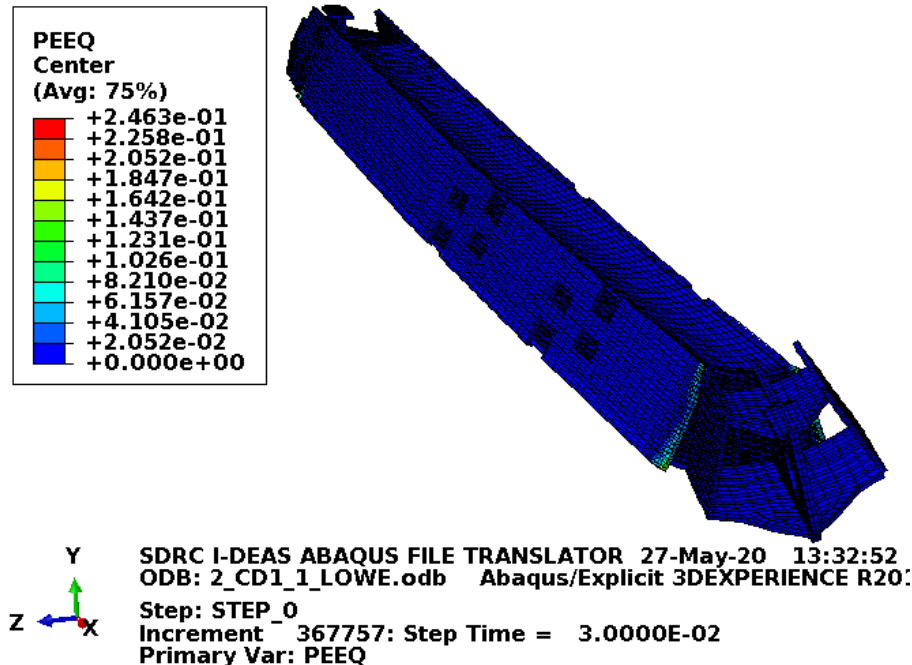 PEEQ
Center
(Avg: 75%)
+2.463e-01
+2.258e-01
+2.052e-01
+1.847e-01
+1.642e-01
+1.437e-01
+1.231e-01
+1.026e-01
+8.210e-02
+6.157e-02
+4.105e-02
+2.052e-02
+0.000e+00
Y
Z
X
SDRC I-DEAS ABAQUS FILE TRANSLATOR 27-May-20 13:32:52
ODB: 2_CD1_1_LOWE.odb Abaqus/Explicit 3DEXPERIENCE R201
Step: STEP_0
Increment 367757: Step Time = 3.0000E-02
Primary Var: PEEQ